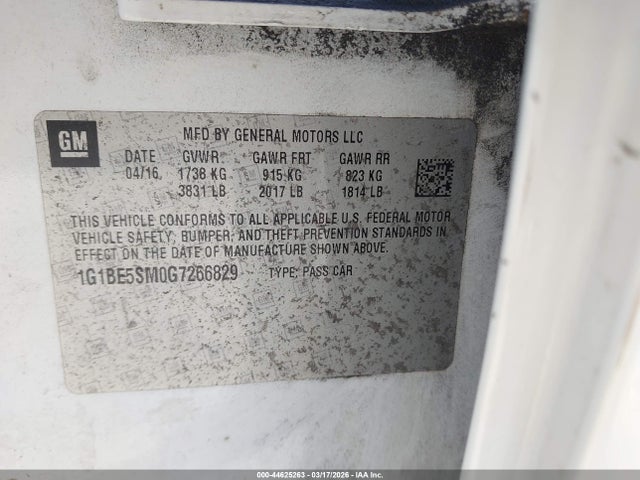 GM
MFD BY GENERAL MOTORS LLC
DATE GVWR GAWR FRT GAWR RR
04/16 1738 KG 915 KG 823 KG
3831 LB 2017 LB 1814 LB
THIS VEHICLE CONFORMS TO ALL APPLICABLE U.S. FEDERAL MOTOR
VEHICLE SAFETY, BUMPER, AND THEFT PREVENTION STANDARDS IN
EFFECT ON THE DATE OF MANUFACTURE SHOWN ABOVE.
1G1BE5SM0G7266829 TYPE: PASS CAR
000-44625263 | 03/17/2026 | IAA Inc.